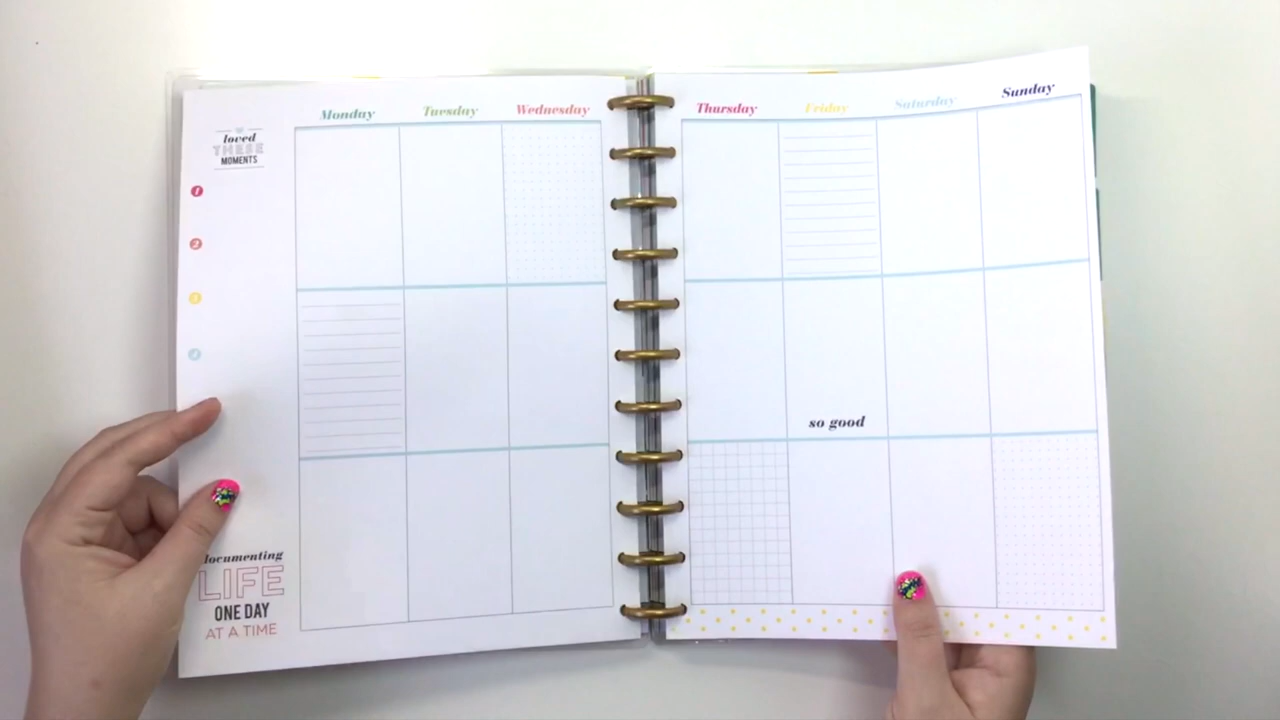 Monday Tuesday Wednesday Thursday Friday Saturday Sunday
loved
THESE
MOMENTS
1
2
3
4
so good
documenting
LIFE
ONE DAY
AT A TIME